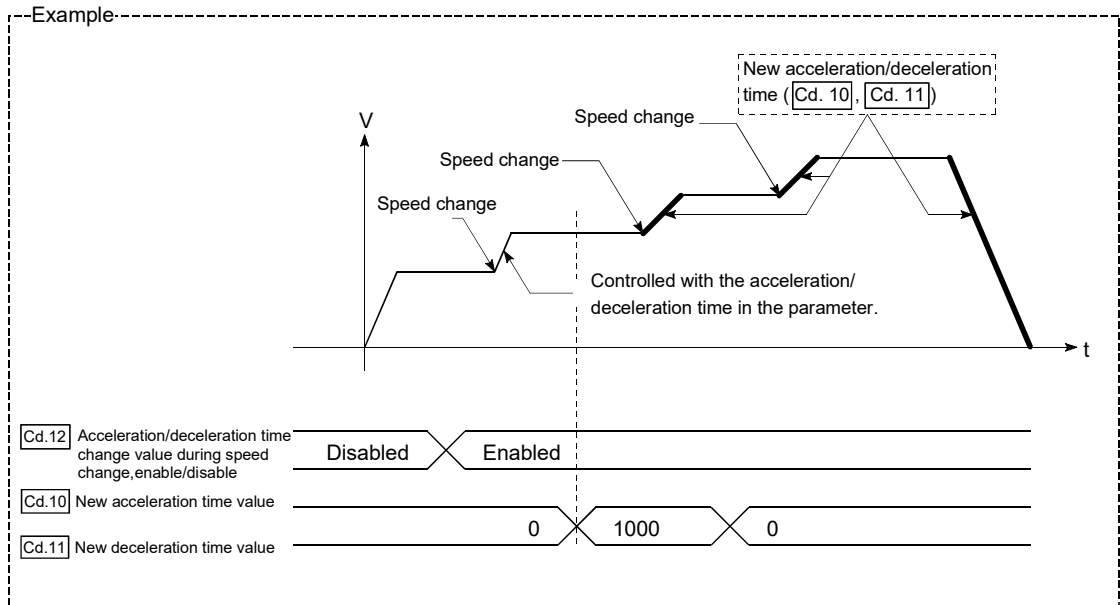 Example
New acceleration/deceleration
time ( Cd. 10 , Cd. 11 )
Speed change
V
Speed change
Speed change
Controlled with the acceleration/
deceleration time in the parameter.
t
Cd.12 Acceleration/deceleration time
change value during speed
change,enable/disable
Disabled
Enabled
Cd.10 New acceleration time value
0
1000
0
Cd.11 New deceleration time value